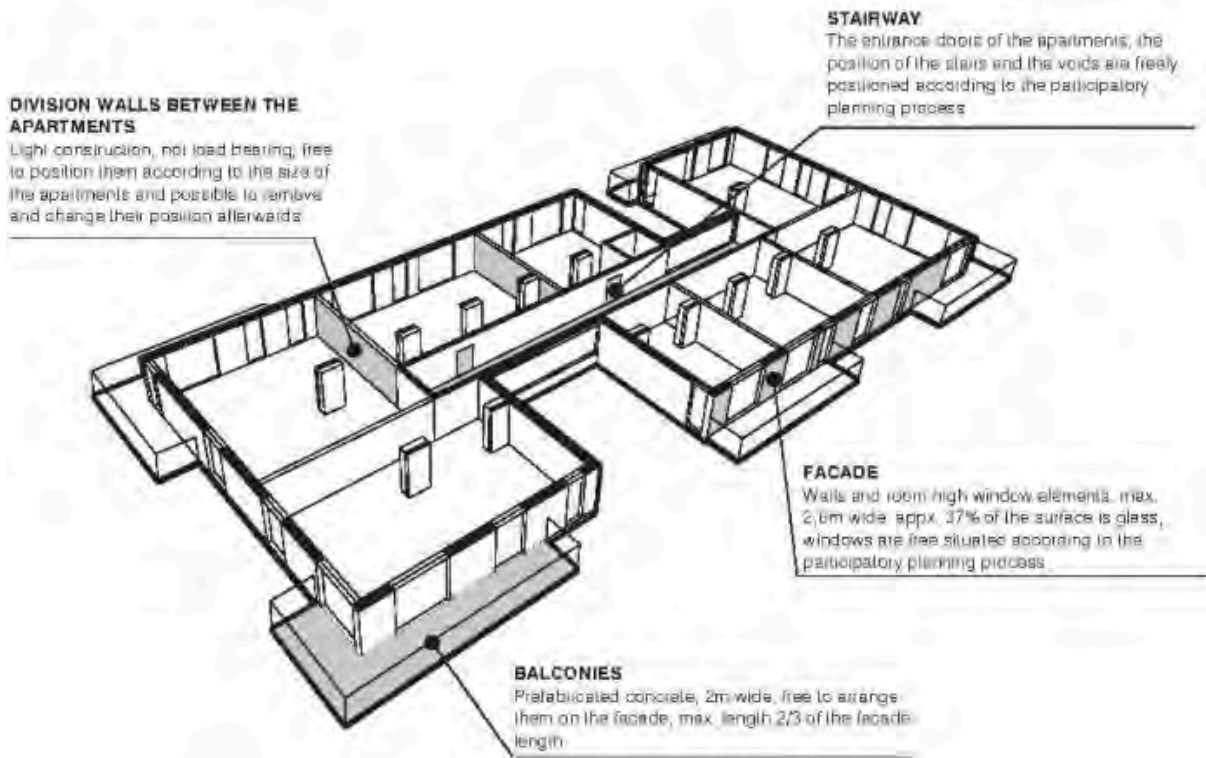 STAIRWAY
The entrance doors of the apartments, the
position of the stairs and the voids are freely
positioned according to the participatory
planning process
DIVISION WALLS BETWEEN THE
APARTMENTS
Light construction, not load bearing, free
to position them according to the size of
the apartments and possible to remove
and change their position afterwards
FACADE
Walls and room high window elements, max.
wide, appx. 37% of the surface is glass,
windows are free situated according to the
participatory planning process
BALCONIES
Prefabricated concrete, 2m wide, free to arrange
them on the facade, max. length 2/3 of the facade
length